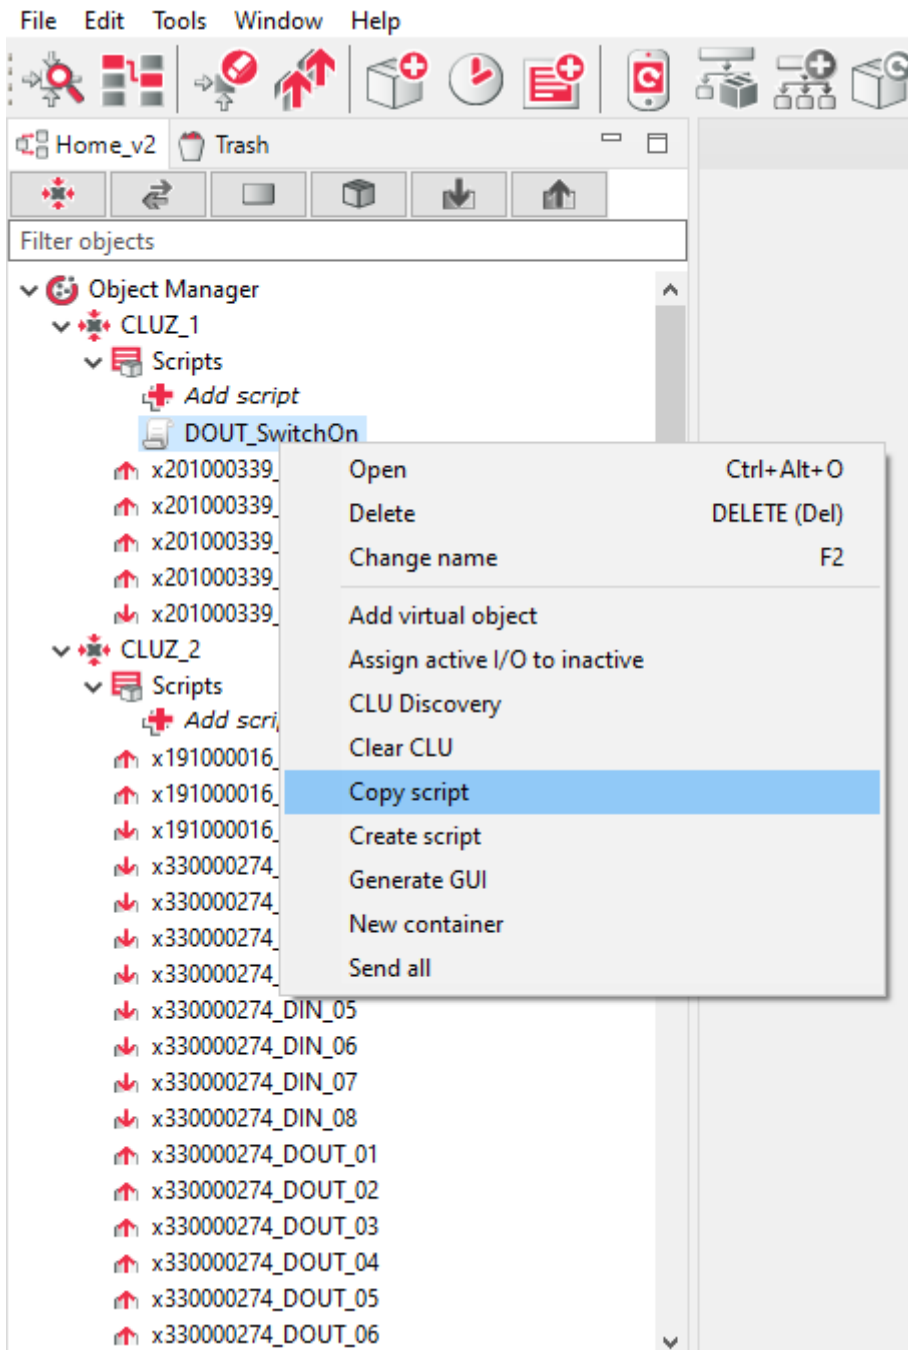 File Edit Tools Window Help
Home_v2 Trash
Filter objects
Object Manager
CLUZ_1
Scripts
Add script
DOUT_SwitchOn
x201000339_
x201000339_
x201000339_
x201000339_
x201000339_
CLUZ_2
Scripts
Add scri
x191000016_
x191000016_
x191000016_
x330000274_
x330000274_
x330000274_
x330000274_
x330000274_DIN_05
x330000274_DIN_06
x330000274_DIN_07
x330000274_DIN_08
x330000274_DOUT_01
x330000274_DOUT_02
x330000274_DOUT_03
x330000274_DOUT_04
x330000274_DOUT_05
x330000274_DOUT_06
Open Ctrl+Alt+O
Delete DELETE (Del)
Change name F2
Add virtual object
Assign active I/O to inactive
CLU Discovery
Clear CLU
Copy script
Create script
Generate GUI
New container
Send all